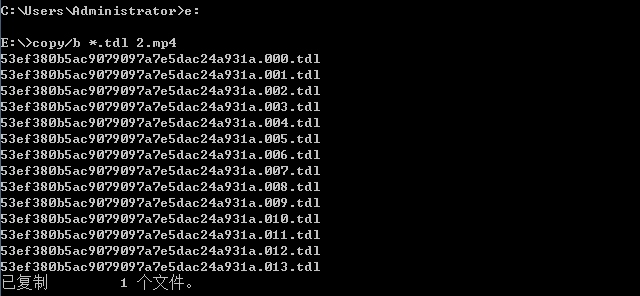 C:\Users\Administrator>e:
E:\>copy/b *.tdl 2.mp4
53ef380b5ac9079097a7e5dac24a931a.000.tdl
53ef380b5ac9079097a7e5dac24a931a.001.tdl
53ef380b5ac9079097a7e5dac24a931a.002.tdl
53ef380b5ac9079097a7e5dac24a931a.003.tdl
53ef380b5ac9079097a7e5dac24a931a.004.tdl
53ef380b5ac9079097a7e5dac24a931a.005.tdl
53ef380b5ac9079097a7e5dac24a931a.006.tdl
53ef380b5ac9079097a7e5dac24a931a.007.tdl
53ef380b5ac9079097a7e5dac24a931a.008.tdl
53ef380b5ac9079097a7e5dac24a931a.009.tdl
53ef380b5ac9079097a7e5dac24a931a.010.tdl
53ef380b5ac9079097a7e5dac24a931a.011.tdl
53ef380b5ac9079097a7e5dac24a931a.012.tdl
53ef380b5ac9079097a7e5dac24a931a.013.tdl
已复制         1 个文件。